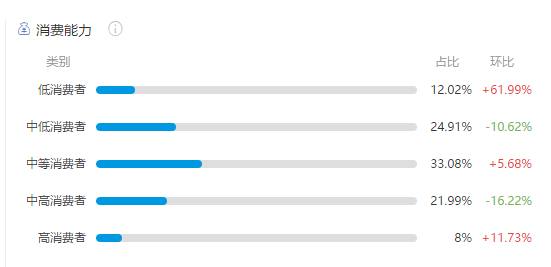 消费能力
类别 占比 环比
低消费者 12.02% +61.99%
中低消费者 24.91% -10.62%
中等消费者 33.08% +5.68%
中高消费者 21.99% -16.22%
高消费者 8% +11.73%